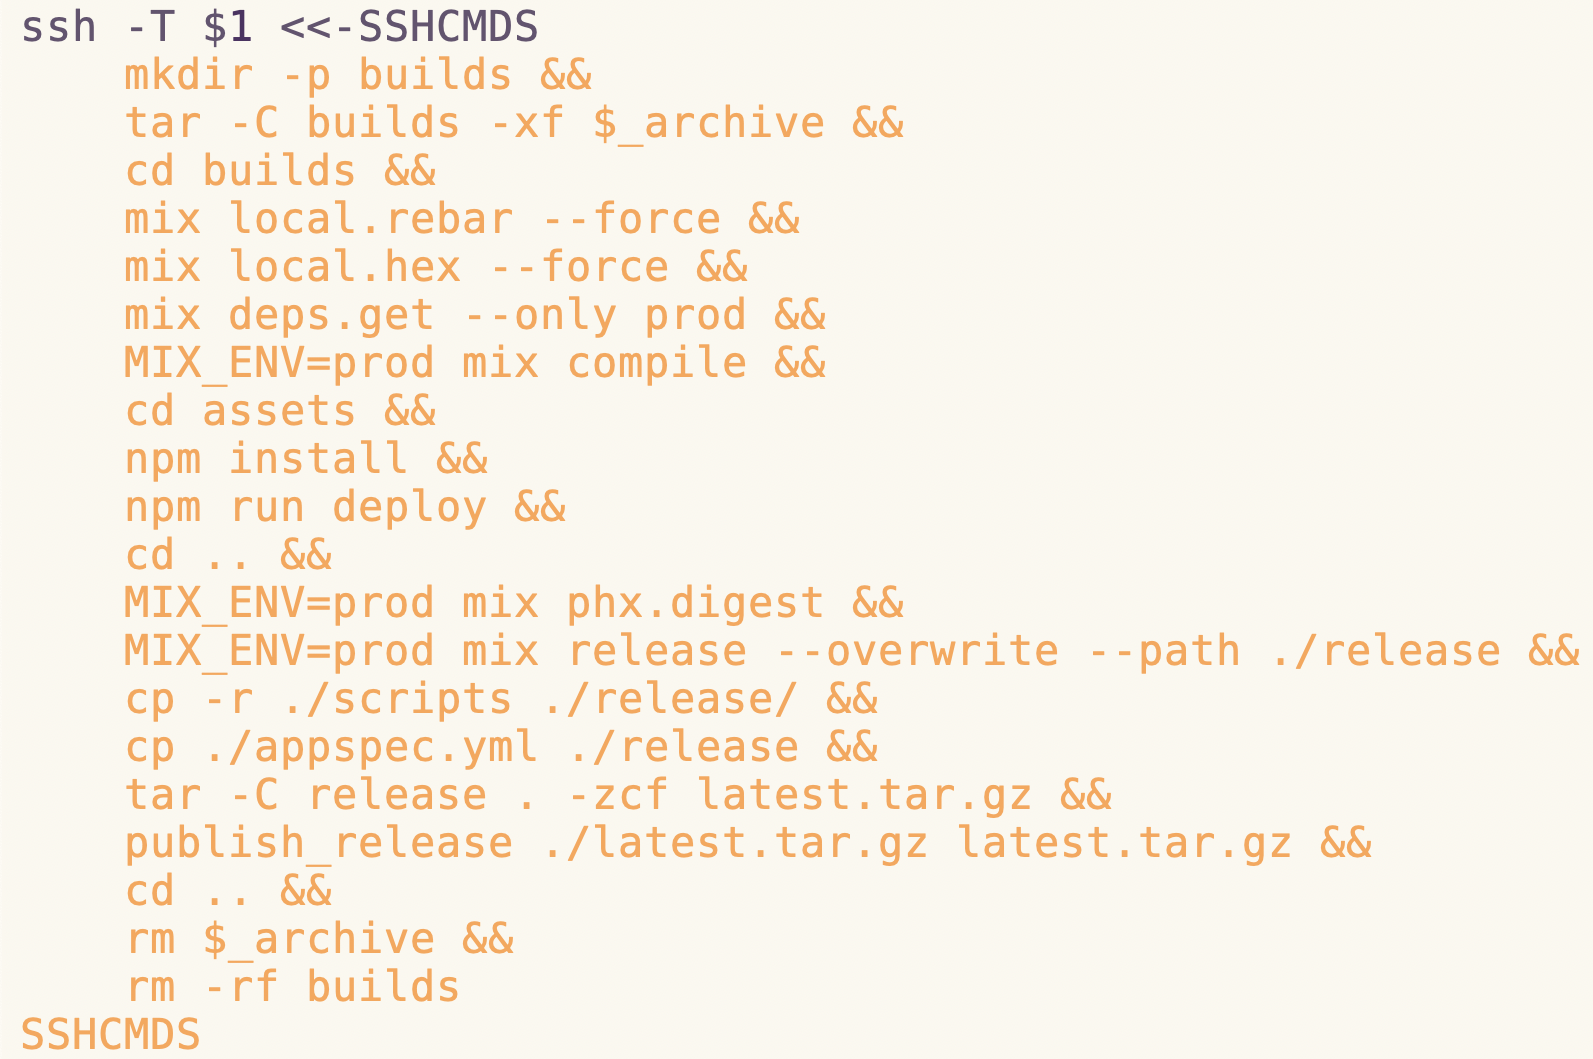 ssh -T $1 <<-SSHCMDS
    mkdir -p builds &&
    tar -C builds -xf $_archive &&
    cd builds &&
    mix local.rebar --force &&
    mix local.hex --force &&
    mix deps.get --only prod &&
    MIX_ENV=prod mix compile &&
    cd assets &&
    npm install &&
    npm run deploy &&
    cd .. &&
    MIX_ENV=prod mix phx.digest &&
    MIX_ENV=prod mix release --overwrite --path ./release &&
    cp -r ./scripts ./release/ &&
    cp ./appspec.yml ./release &&
    tar -C release . -zcf latest.tar.gz &&
    publish_release ./latest.tar.gz latest.tar.gz &&
    cd .. &&
    rm $_archive &&
    rm -rf builds
SSHCMDS